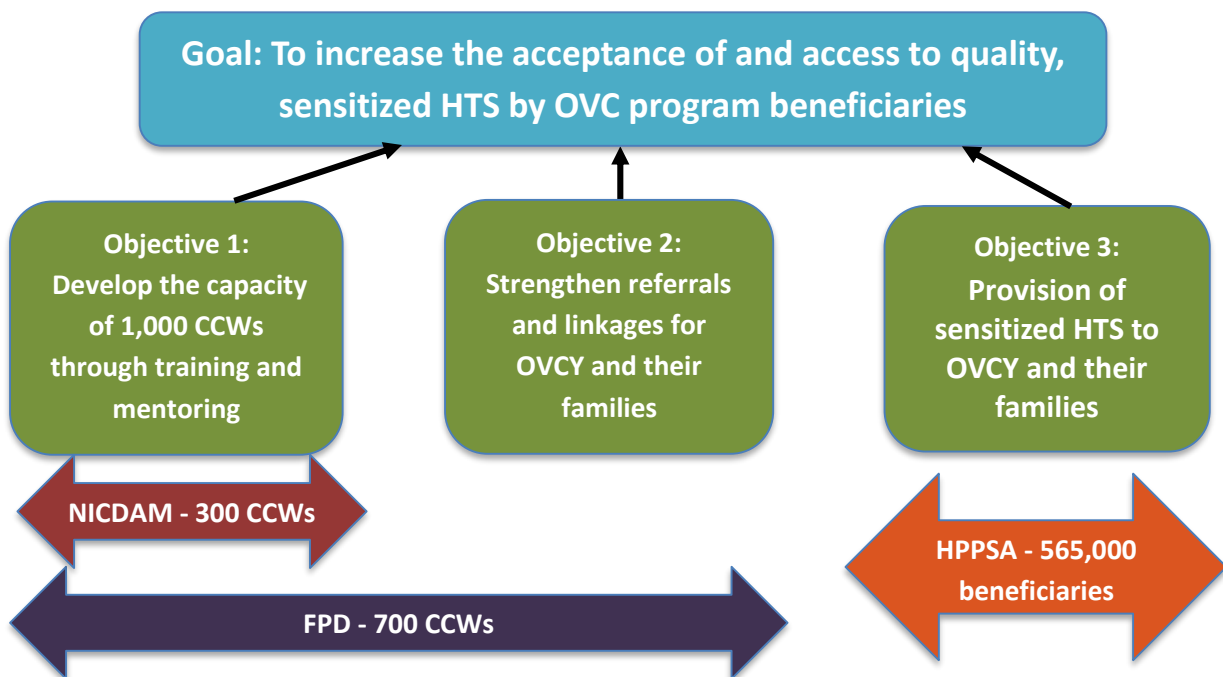 Goal: To increase the acceptance of and access to quality,
sensitized HTS by OVC program beneficiaries
Objective 1:
Develop the capacity
of 1,000 CCWs
through training and
mentoring
Objective 2:
Strengthen referrals
and linkages for
OVCY and their
families
Objective 3:
Provision of
sensitized HTS to
OVCY and their
families
NICDAM - 300 CCWs
HPPSA - 565,000
beneficiaries
FPD - 700 CCWs